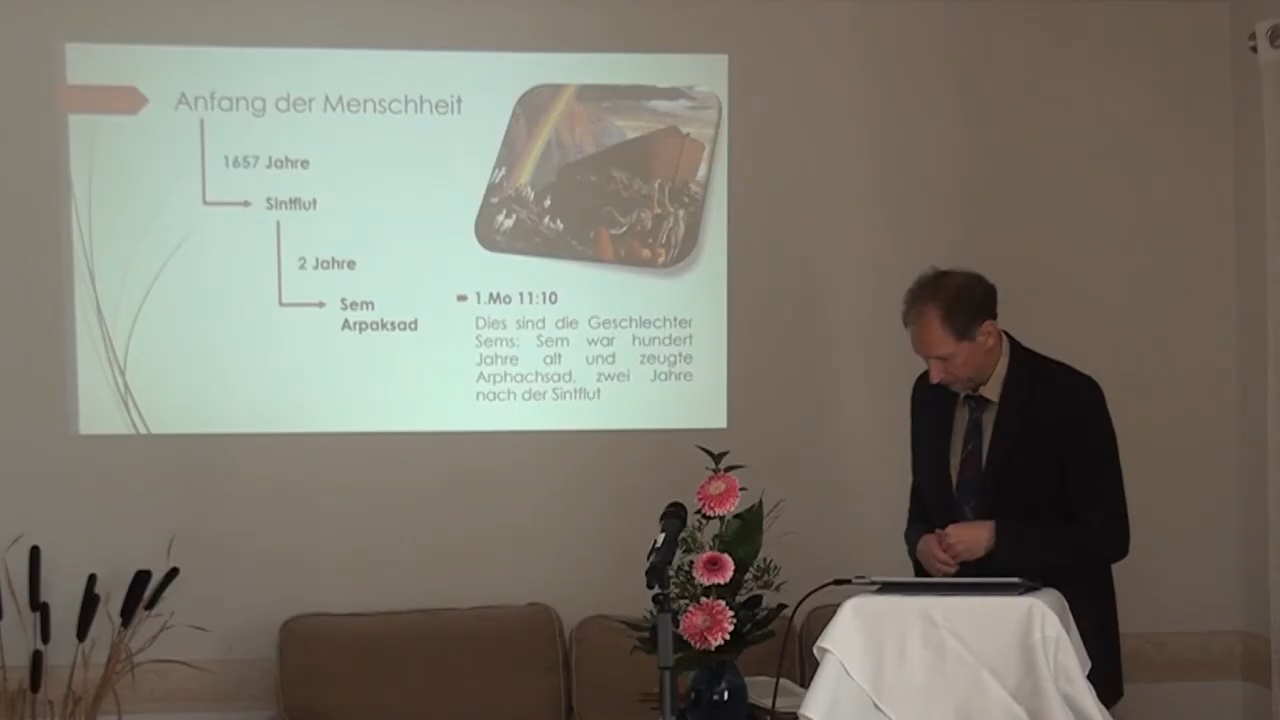 Anfang der Menschheit
1657 Jahre
Sintflut
2 Jahre
Sem
Arpaksad
1.Mo 11:10
Dies sind die Geschlechter
Sems: Sem war hundert
Jahre alt und zeugte
Arphachsad, zwei Jahre
nach der Sintflut